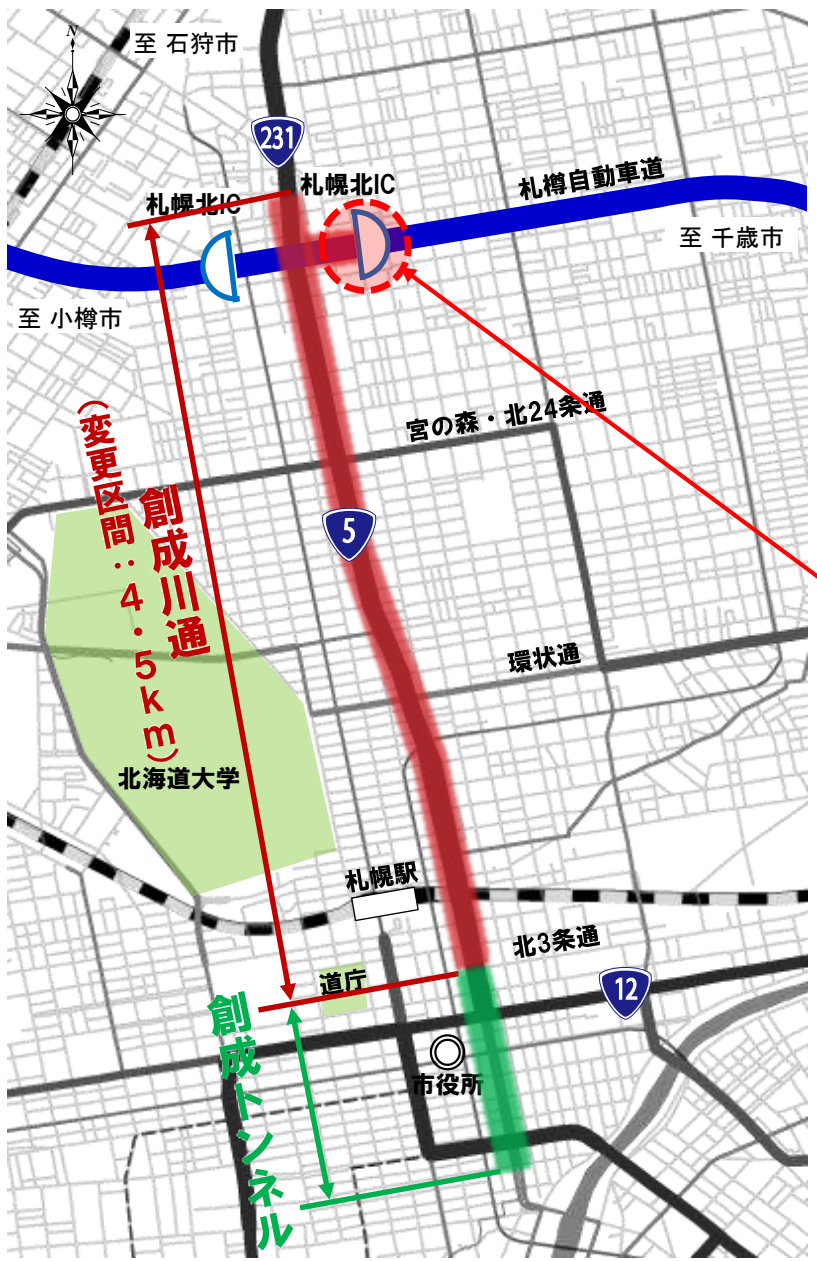 N
至 石狩市
231
札幌北IC
札幌北IC
札樽自動車道
至 千歳市
至 小樽市
宮の森・北24条通
創成川通
（変更区間：4．5km）
5
環状通
北海道大学
札幌駅
北3条通
道庁
12
創成トンネル
市役所